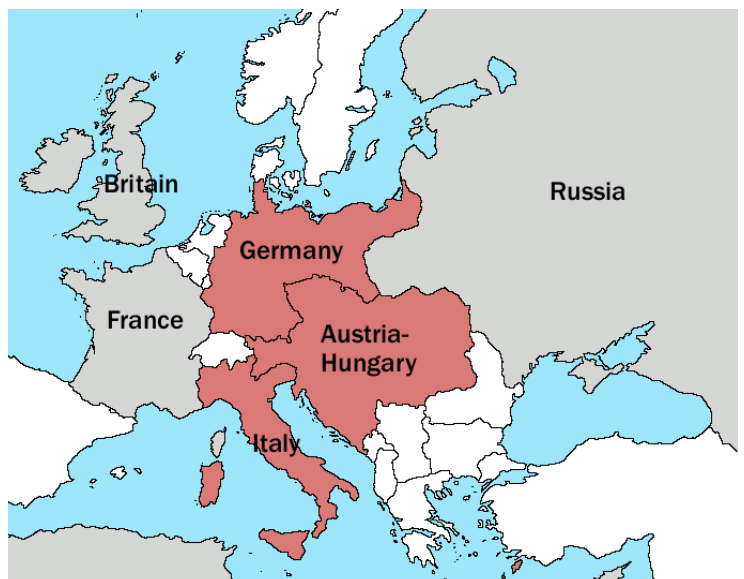 Britain
Russia
Germany
France
Austria-
Hungary
Italy